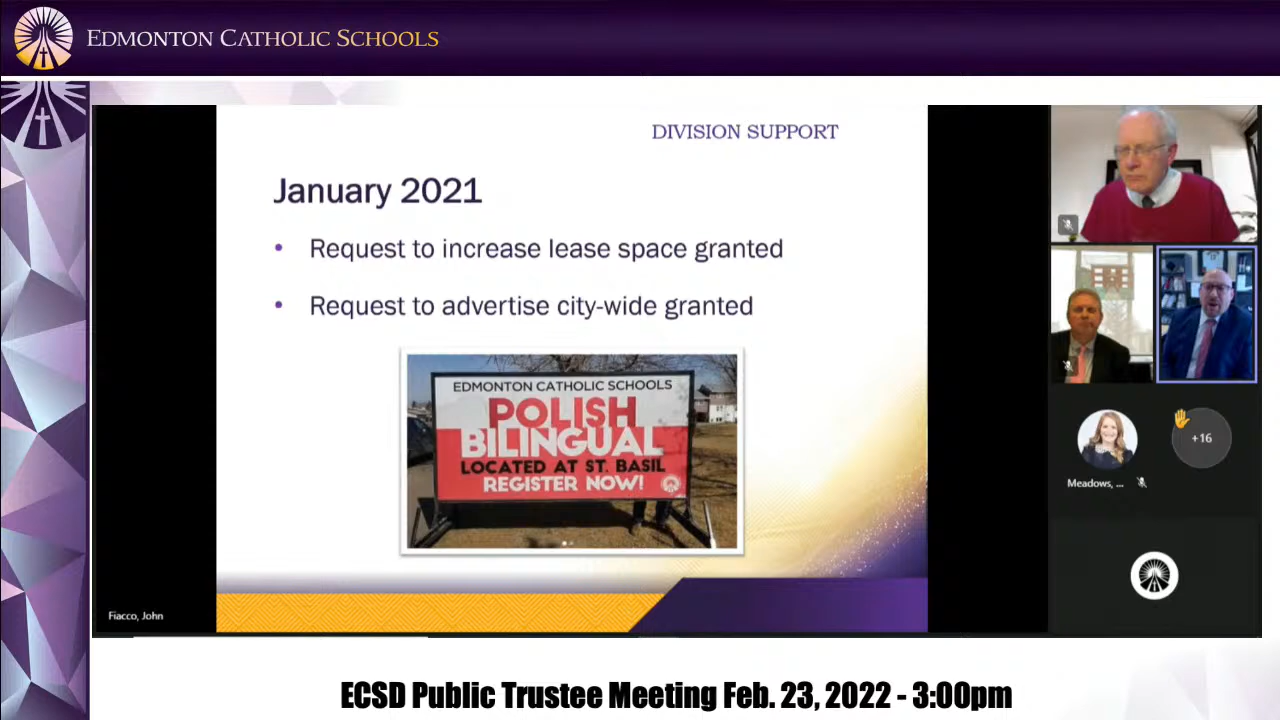 EDMONTON CATHOLIC SCHOOLS
DIVISION SUPPORT
January 2021
• Request to increase lease space granted
• Request to advertise city-wide granted
EDMONTON CATHOLIC SCHOOLS
POLISH
BILINGUAL
LOCATED AT ST. BASIL
REGISTER NOW!
+16
Meadows, ...
Fiacco, John
ECSD Public Trustee Meeting Feb. 23, 2022 - 3:00pm